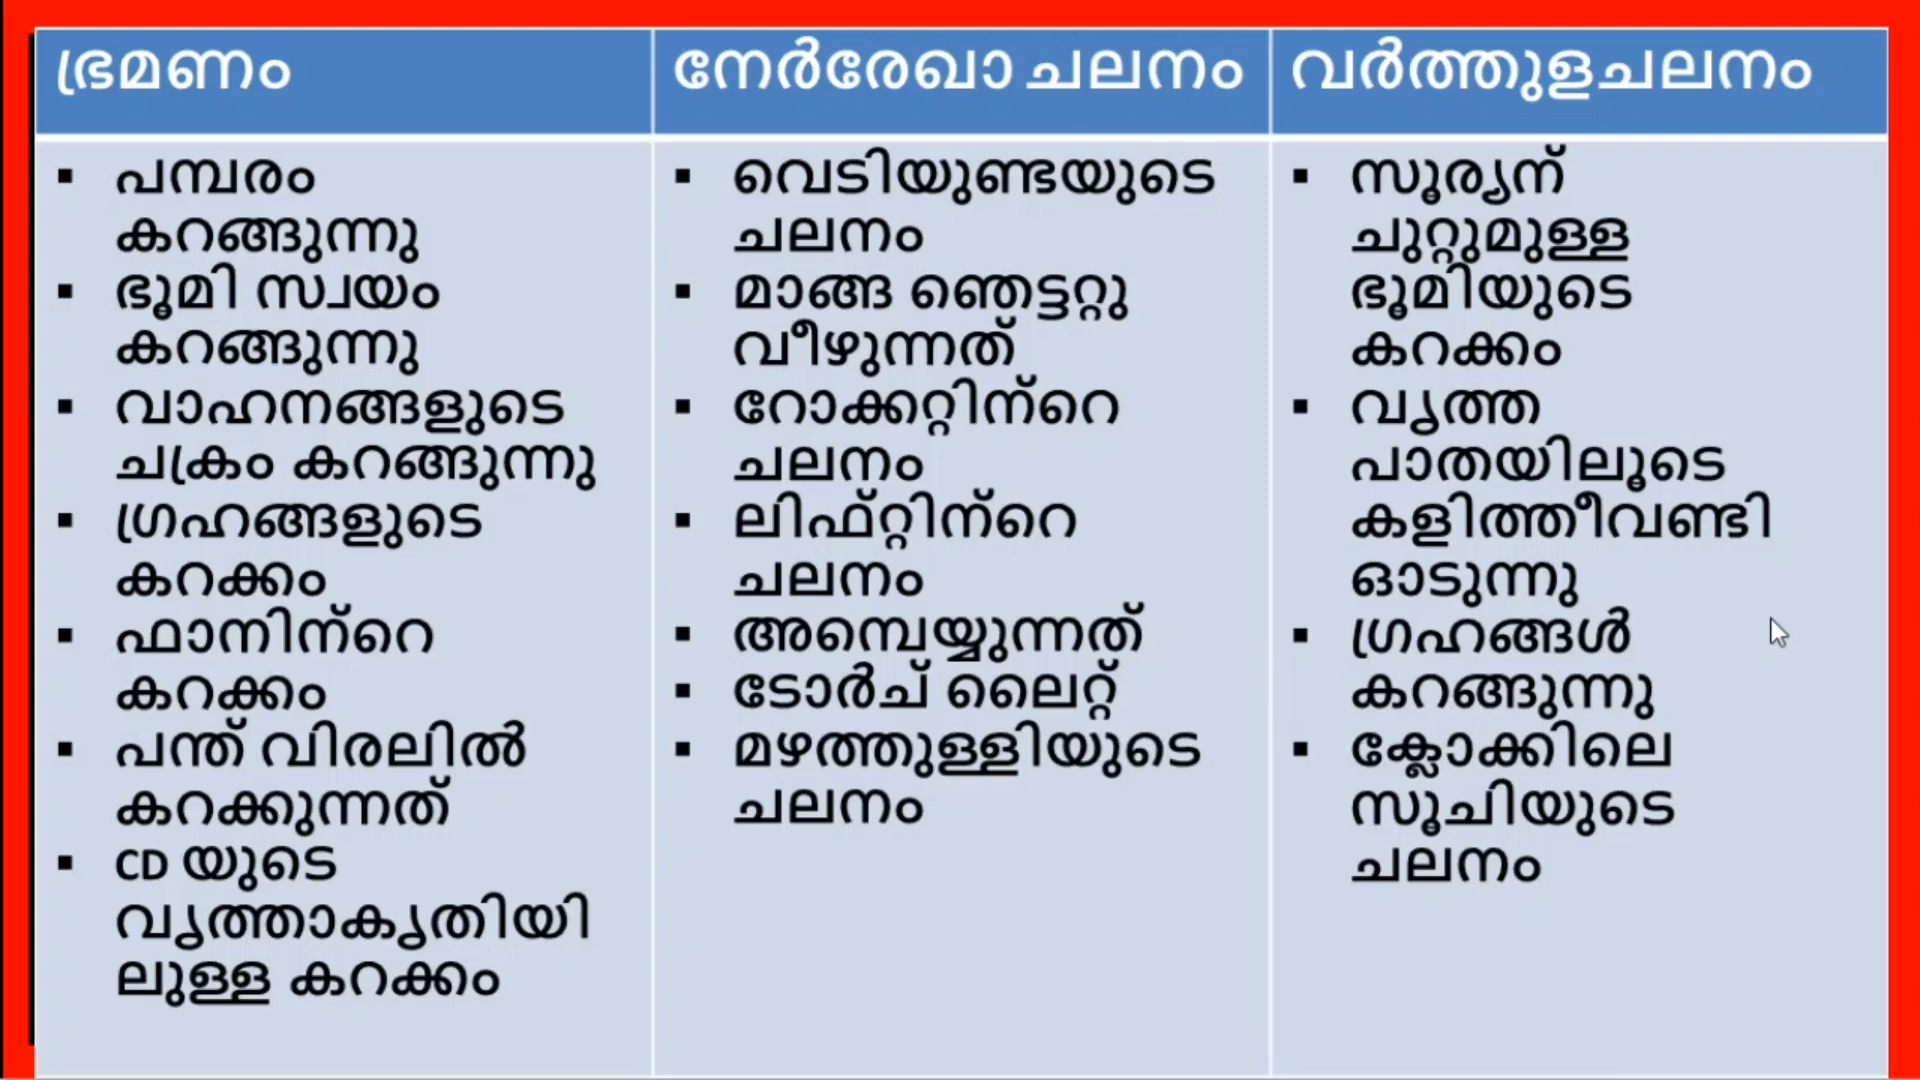 ഭ്രമണം
നേർരേഖാ ചലനം
വർത്തുളചലനം
▪ പമ്പരം
കറങ്ങുന്നു
▪ ഭൂമി സ്വയം
കറങ്ങുന്നു
▪ വാഹനങ്ങളുടെ
ചക്രം കറങ്ങുന്നു
▪ ഗ്രഹങ്ങളുടെ
കറക്കം
▪ ഫാനിന്റെ
കറക്കം
▪ പന്ത് വിരലിൽ
കറക്കുന്നത്
▪ CD യുടെ
വൃത്താകൃതിയി
ലുള്ള കറക്കം
▪ വെടിയുണ്ടയുടെ
ചലനം
▪ മാങ്ങ ഞെട്ടറ്റു
വീഴുന്നത്
▪ റോക്കറ്റിന്റെ
ചലനം
▪ ലിഫ്റ്റിന്റെ
ചലനം
▪ അമ്പെയ്യുന്നത്
▪ ടോർച് ലൈറ്റ്
▪ മഴത്തുള്ളിയുടെ
ചലനം
▪ സൂര്യന്
ചുറ്റുമുള്ള
ഭൂമിയുടെ
കറക്കം
▪ വൃത്ത
പാതയിലൂടെ
കളിത്തീവണ്ടി
ഓടുന്നു
▪ ഗ്രഹങ്ങൾ
കറങ്ങുന്നു
▪ ക്ലോക്കിലെ
സൂചിയുടെ
ചലനം